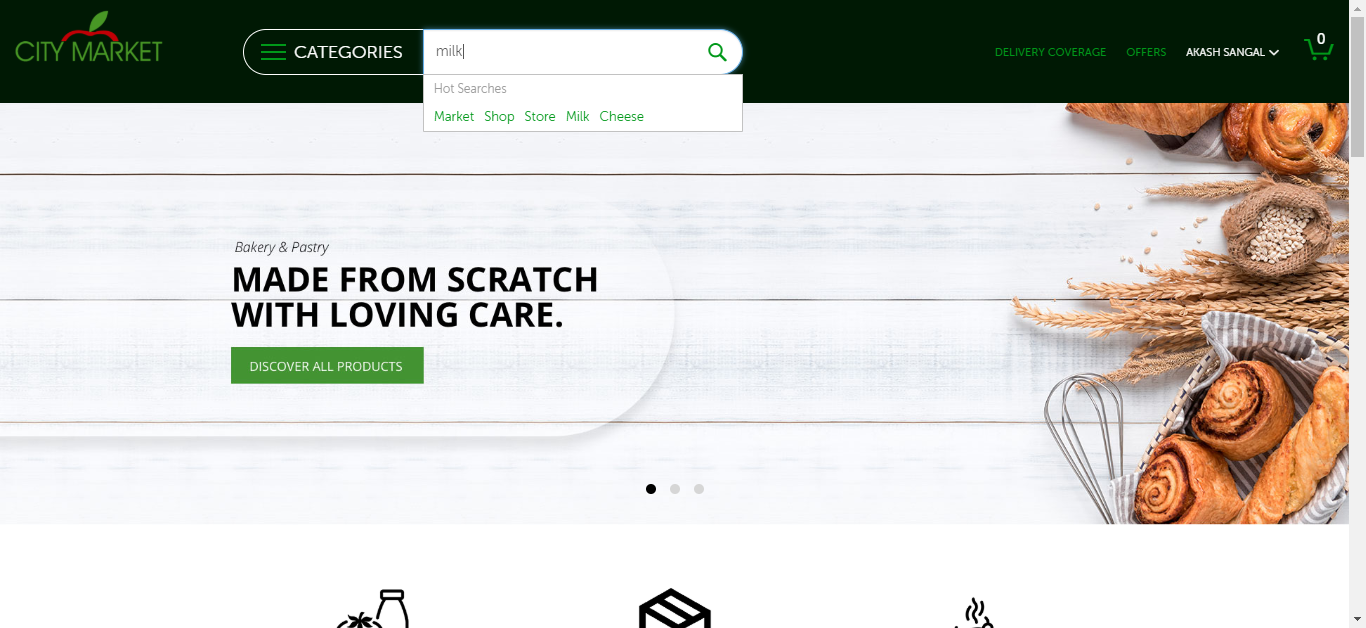 CITY MARKET
CATEGORIES
milk
DELIVERY COVERAGE
OFFERS
AKASH SANGAL
0
Hot Searches
Market Shop Store Milk Cheese
Bakery & Pastry
MADE FROM SCRATCH
WITH LOVING CARE.
DISCOVER ALL PRODUCTS